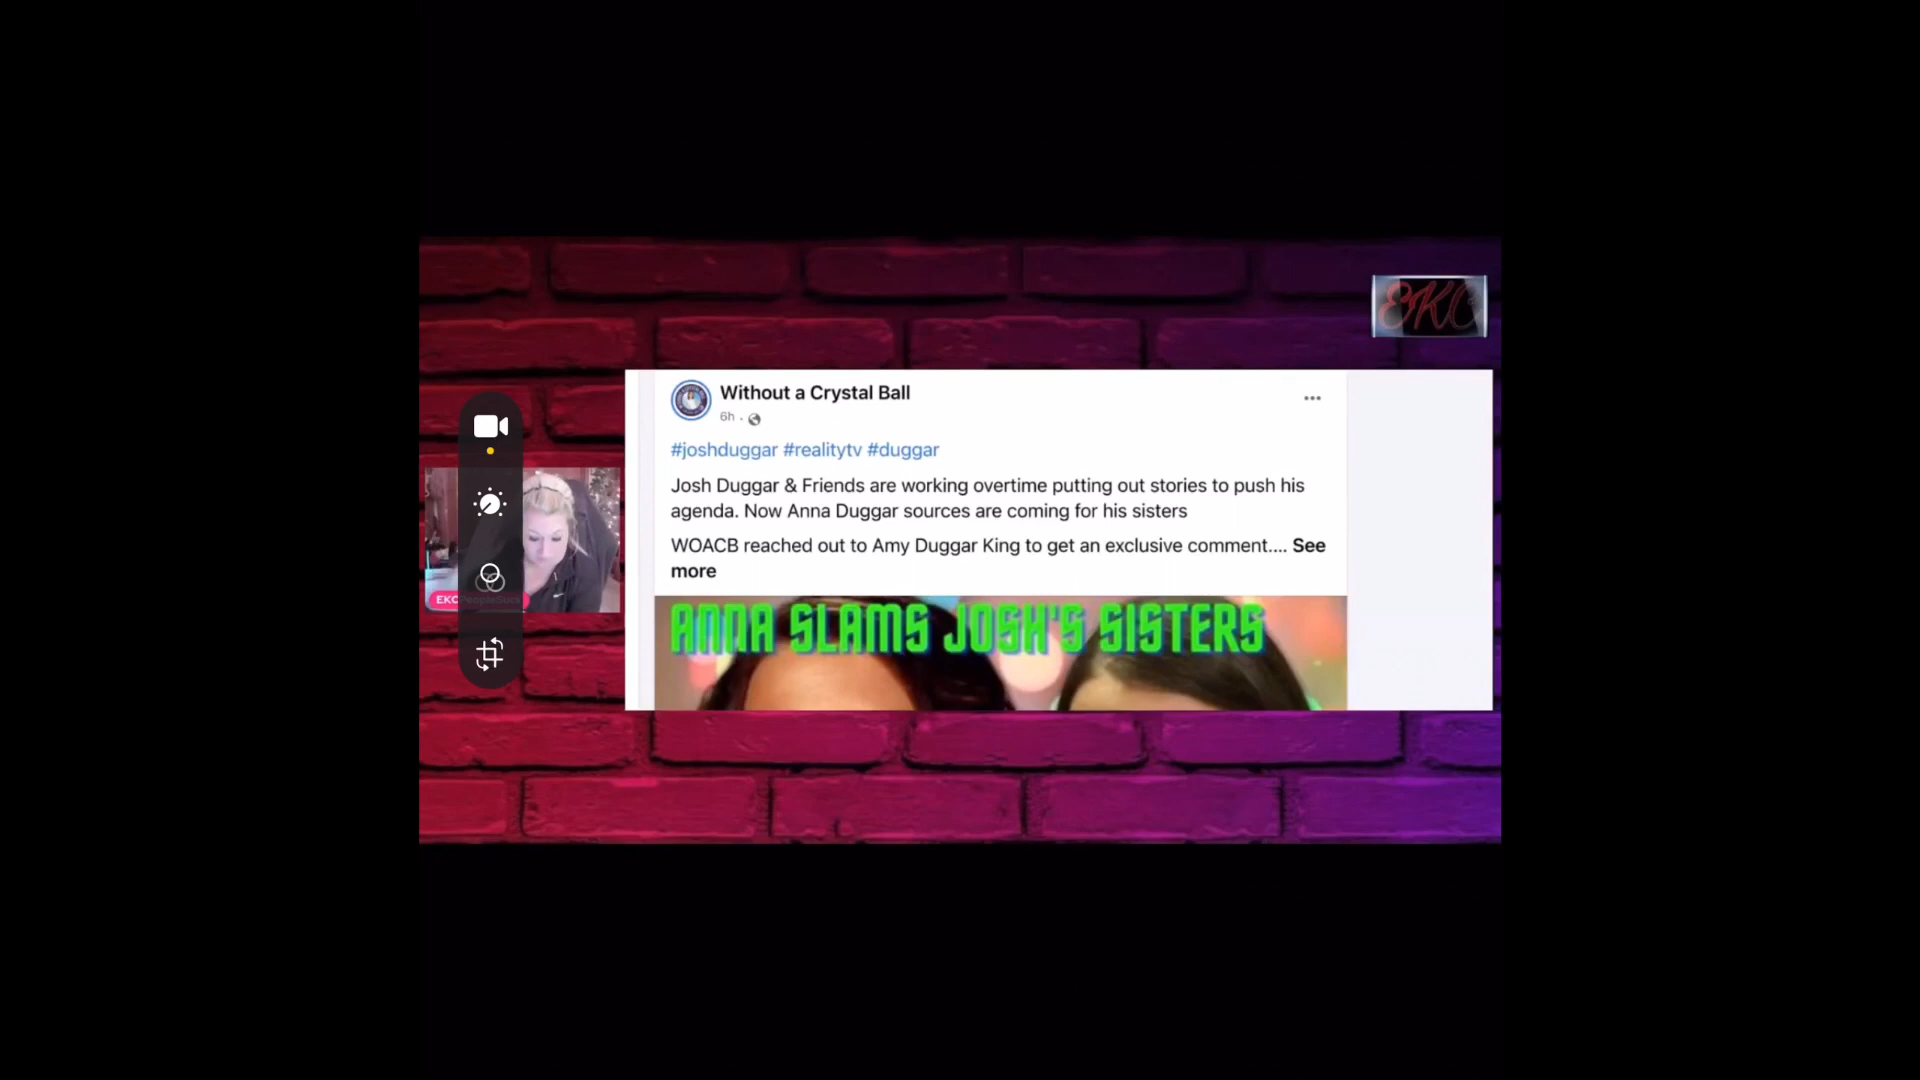 EKC
Without a Crystal Ball
6h ·
#joshduggar #realitytv #duggar
Josh Duggar & Friends are working overtime putting out stories to push his
agenda. Now Anna Duggar sources are coming for his sisters
WOACB reached out to Amy Duggar King to get an exclusive comment.... See
more
EKCPeopleSuck
ANNA SLAMS JOSH'S SISTERS